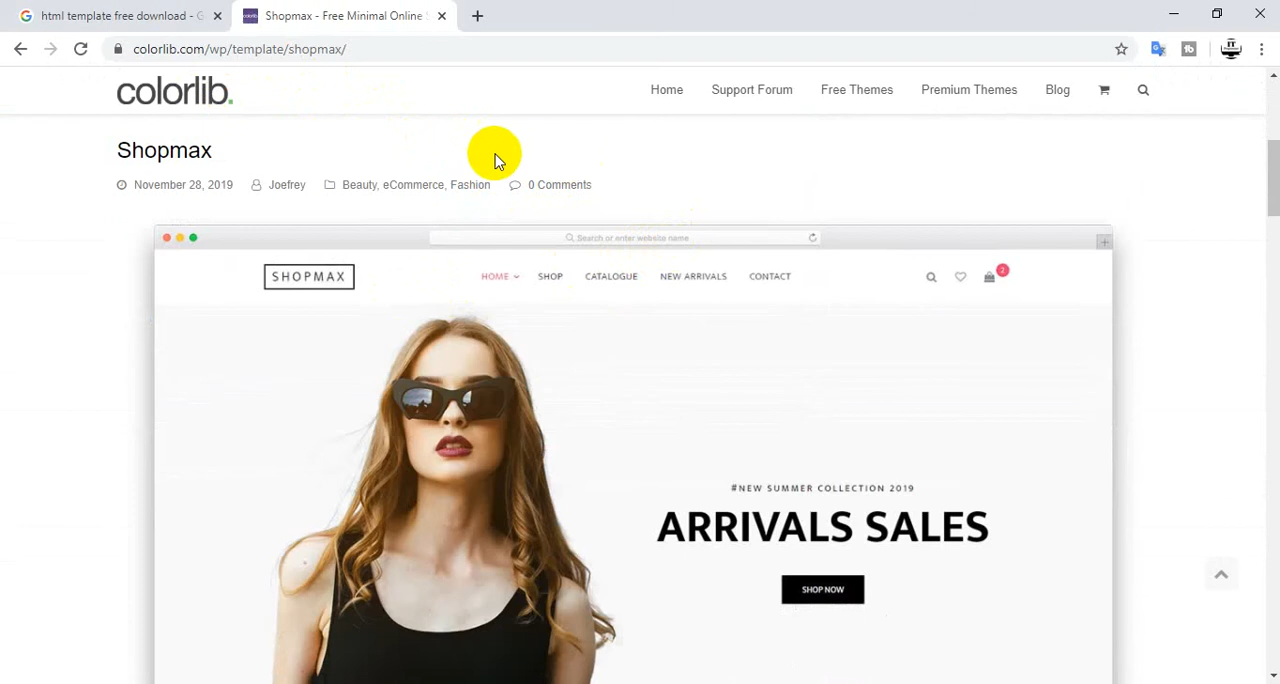 html template free download - G
Shopmax - Free Minimal Online
colorlib.com/wp/template/shopmax/
colorlib.
Home Support Forum Free Themes Premium Themes Blog
Shopmax
November 28, 2019 Joefrey Beauty, eCommerce, Fashion 0 Comments
Search or enter website name
SHOPMAX HOME SHOP CATALOGUE NEW ARRIVALS CONTACT 2
#NEW SUMMER COLLECTION 2019
ARRIVALS SALES
SHOP NOW